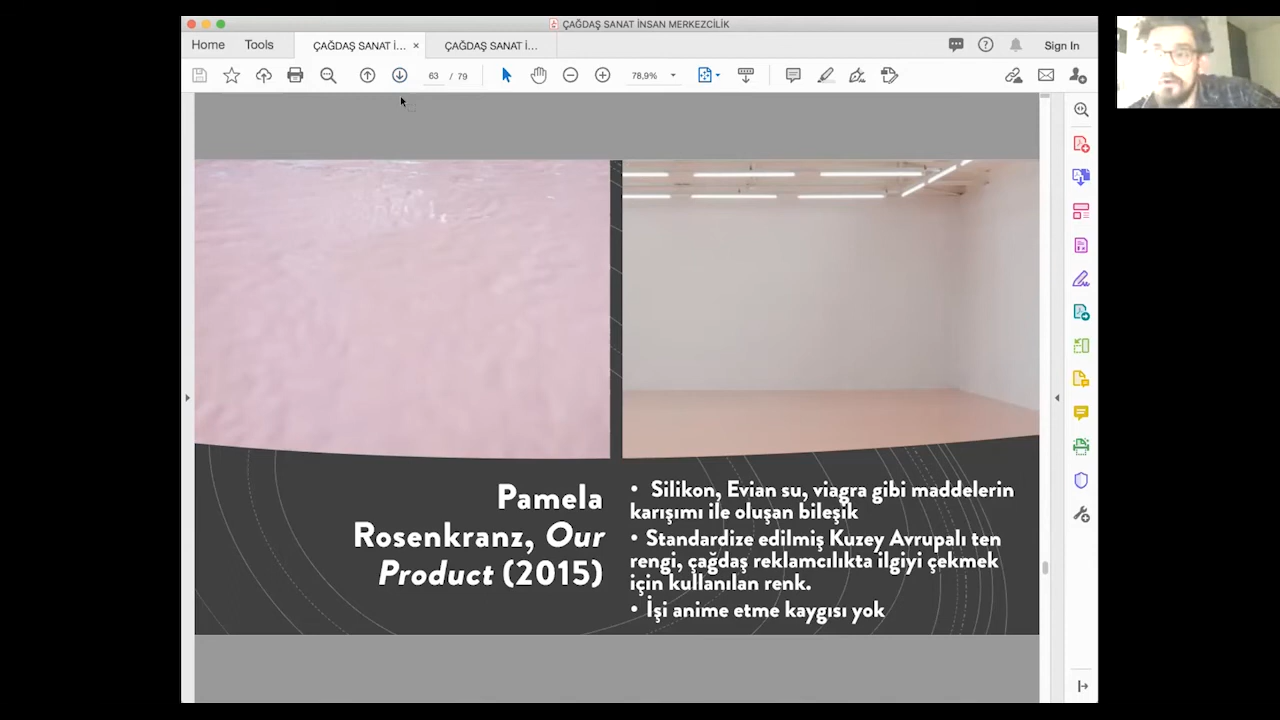 ÇAĞDAŞ SANAT İNSAN MERKEZCİLİK
Home
Tools
ÇAĞDAŞ SANAT İ...
ÇAĞDAŞ SANAT İ...
Sign In
63 / 79
78,9%
Pamela
Rosenkranz, Our
Product (2015)
• Silikon, Evian su, viagra gibi maddelerin
karışımı ile oluşan bileşik
• Standardize edilmiş Kuzey Avrupalı ten
rengi, çağdaş reklamcılıkta ilgiyi çekmek
için kullanılan renk.
• İşi anime etme kaygısı yok